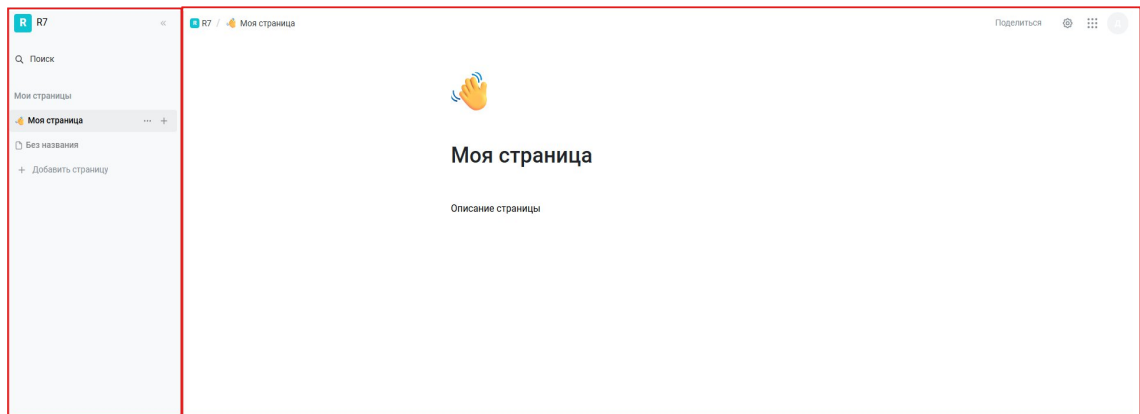 R R7 «
Поиск
Мои страницы
Моя страница ... +
Без названия
+ Добавить страницу
R R7 / Моя страница
Поделиться
Моя страница
Описание страницы